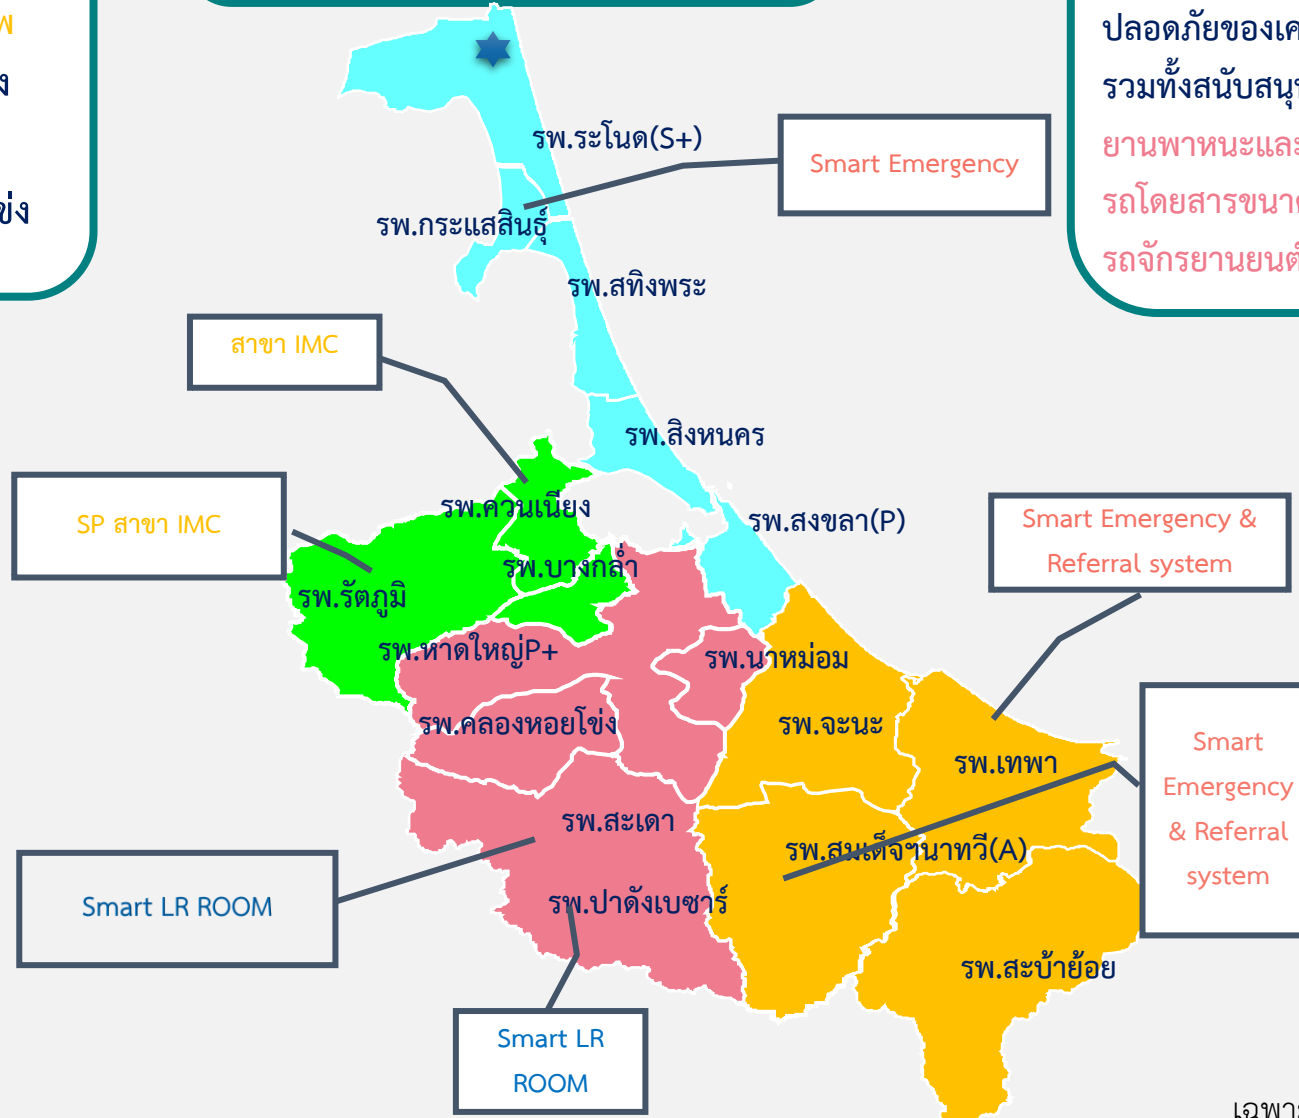 ปลอดภัยของเค
รวมทั้งสนับสนุน
ยานพาหนะและ
รถโดยสารขนาด
รถจักรยานยนต์
รพ.ระโนด(S+)
Smart Emergency
รพ.กระแสสินธุ์
รพ.สทิงพระ
สาขา IMC
รพ.สิงหนคร
รพ.ควนเนียง
SP สาขา IMC
รพ.สงขลา(P)
Smart Emergency &
Referral system
รพ.บางกล่ำ
รพ.รัตภูมิ
รพ.หาดใหญ่P+
รพ.นาหม่อม
รพ.คลองหอยโข่ง
รพ.จะนะ
รพ.เทพา
Smart
Emergency
& Referral
system
รพ.สะเดา
รพ.สมเด็จฯนาทวี(A)
รพ.ปาดังเบซาร์
Smart LR ROOM
รพ.สะบ้าย้อย
Smart LR
ROOM
เฉพาะ